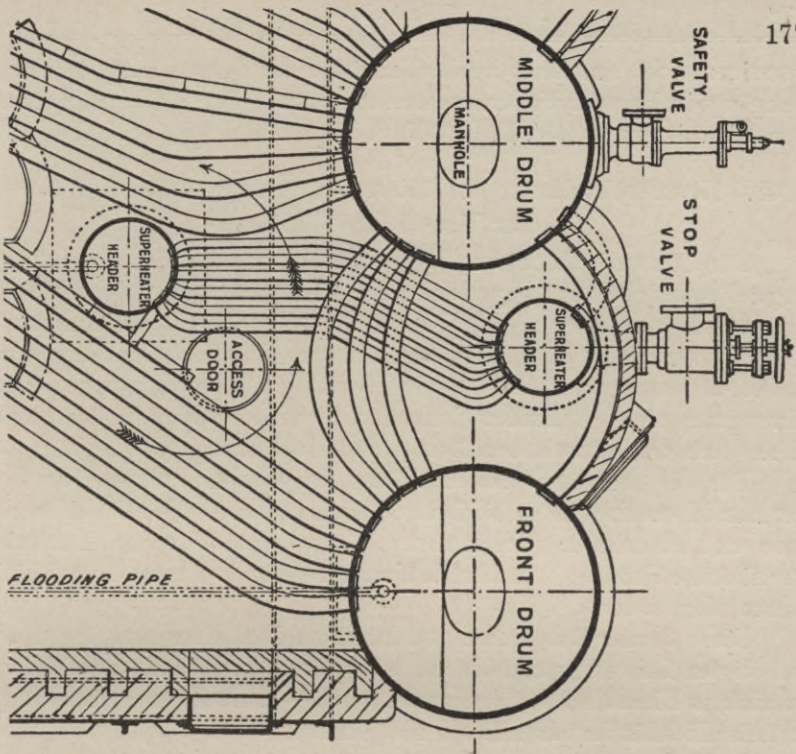 17
SAFETY
VALVE
MIDDLE DRUM
MANHOLE
STOP
VALVE
SUPERHEATER
HEADER
SUPERHEATER
HEADER
ACCESS
DOOR
FRONT DRUM
FLOODING PIPE